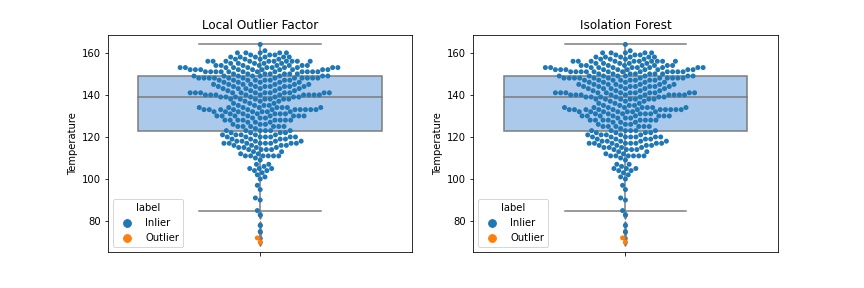 Local Outlier Factor
160
140
120
100
80
Temperature
label
Inlier
Outlier
Isolation Forest
160
140
120
100
80
Temperature
label
Inlier
Outlier